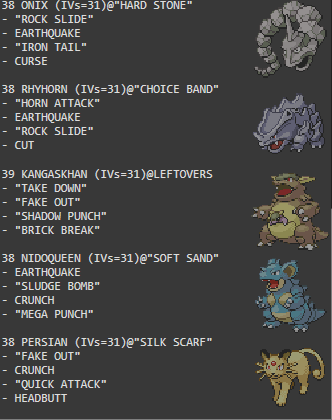 38 ONIX (IVs=31)@"HARD STONE"
- "ROCK SLIDE"
- EARTHQUAKE
- "IRON TAIL"
- CURSE
38 RHYHORN (IVs=31)@"CHOICE BAND"
- "HORN ATTACK"
- EARTHQUAKE
- "ROCK SLIDE"
- CUT
39 KANGASKHAN (IVs=31)@LEFTOVERS
- "TAKE DOWN"
- "FAKE OUT"
- "SHADOW PUNCH"
- "BRICK BREAK"
38 NIDOQUEEN (IVs=31)@"SOFT SAND"
- EARTHQUAKE
- "SLUDGE BOMB"
- CRUNCH
- "MEGA PUNCH"
38 PERSIAN (IVs=31)@"SILK SCARF"
- "FAKE OUT"
- CRUNCH
- "QUICK ATTACK"
- HEADBUTT